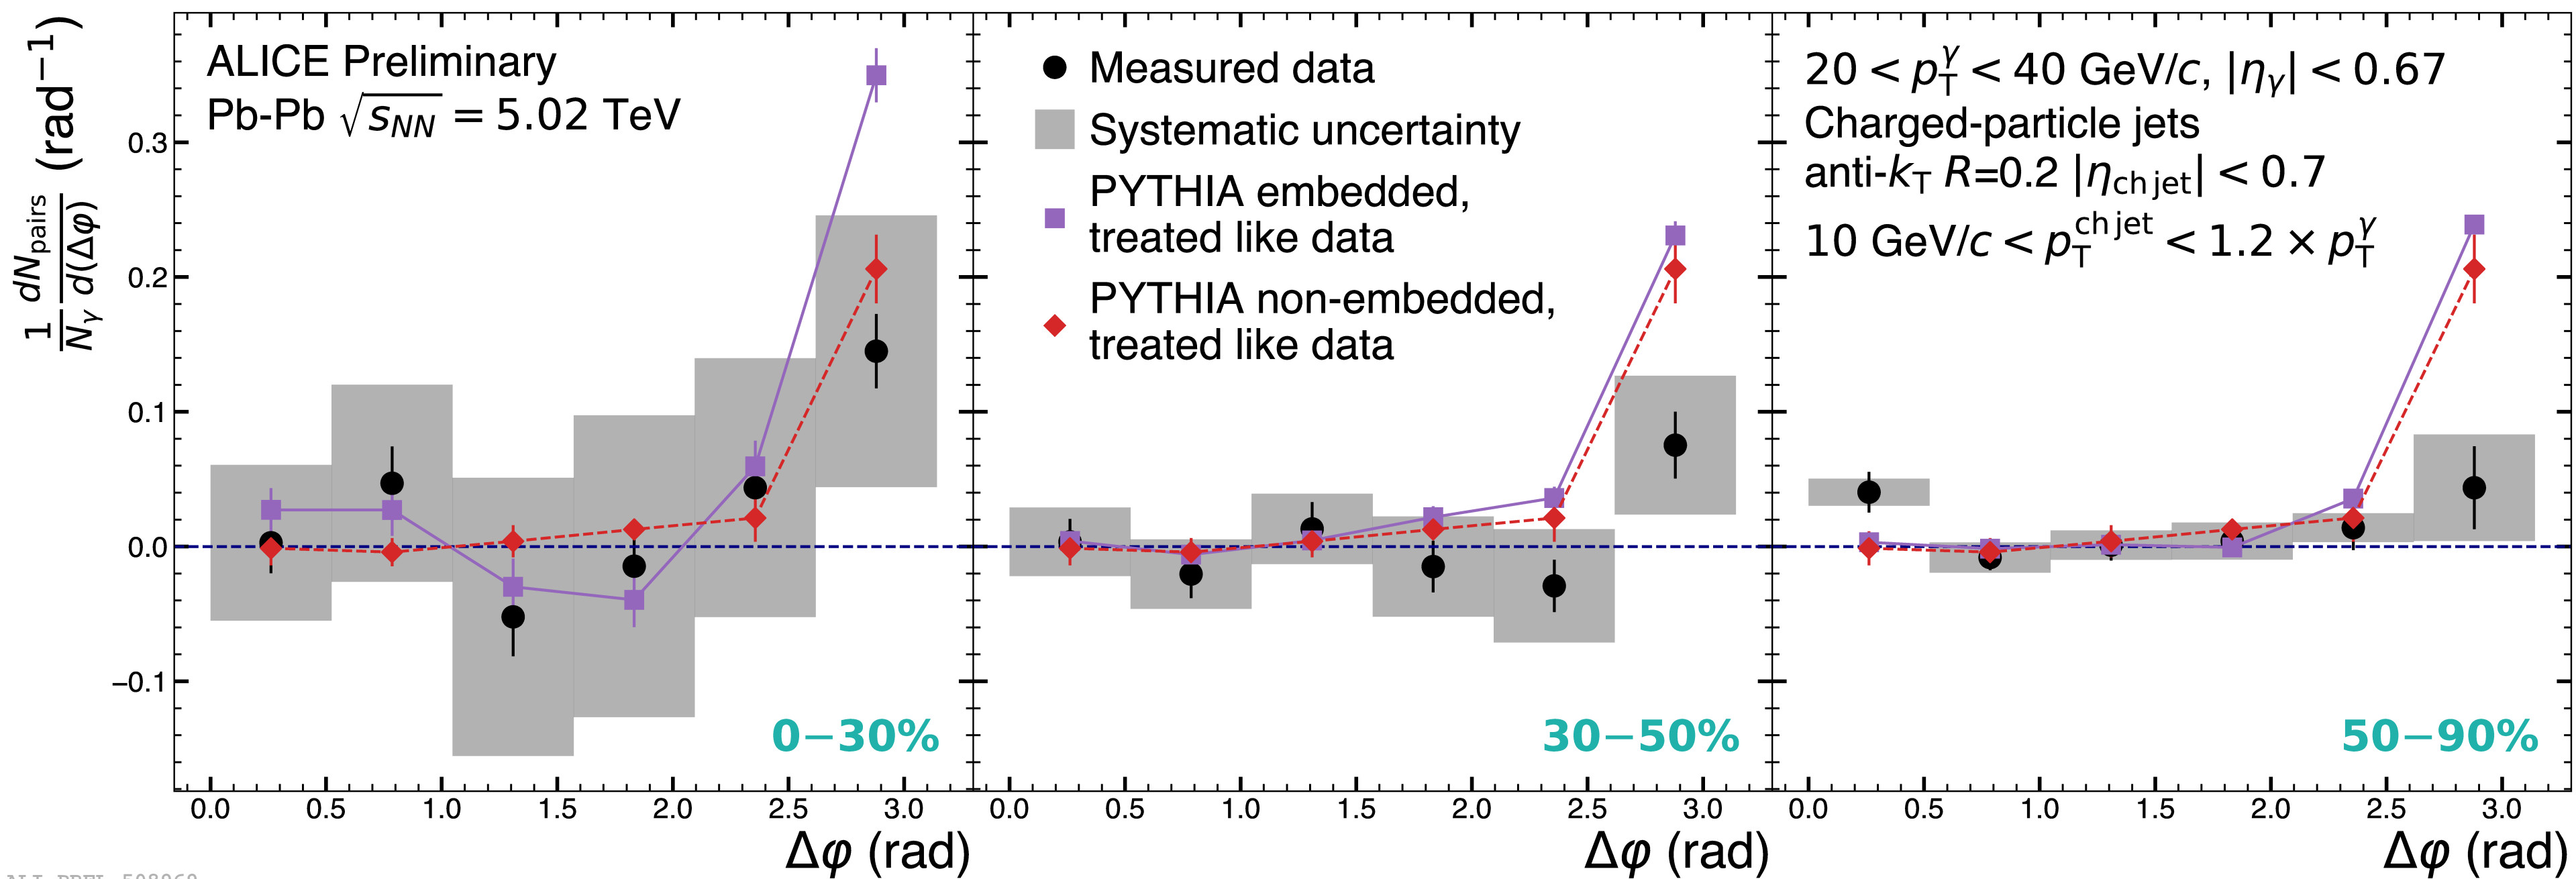 ALICE Preliminary
Pb-Pb √sNN = 5.02 TeV
1/Nγ dNpairs/d(Δφ) (rad−1)
0.3
0.2
0.1
0.0
−0.1
0−30%
0.0 0.5 1.0 1.5 2.0 2.5 3.0
Δφ (rad)
Measured data
Systematic uncertainty
PYTHIA embedded,
treated like data
PYTHIA non-embedded,
treated like data
30−50%
0.0 0.5 1.0 1.5 2.0 2.5 3.0
Δφ (rad)
20 < pTγ < 40 GeV/c, |ηγ| < 0.67
Charged-particle jets
anti-kT R=0.2 |ηch jet| < 0.7
10 GeV/c < pTch jet < 1.2 × pTγ
50−90%
0.0 0.5 1.0 1.5 2.0 2.5 3.0
Δφ (rad)